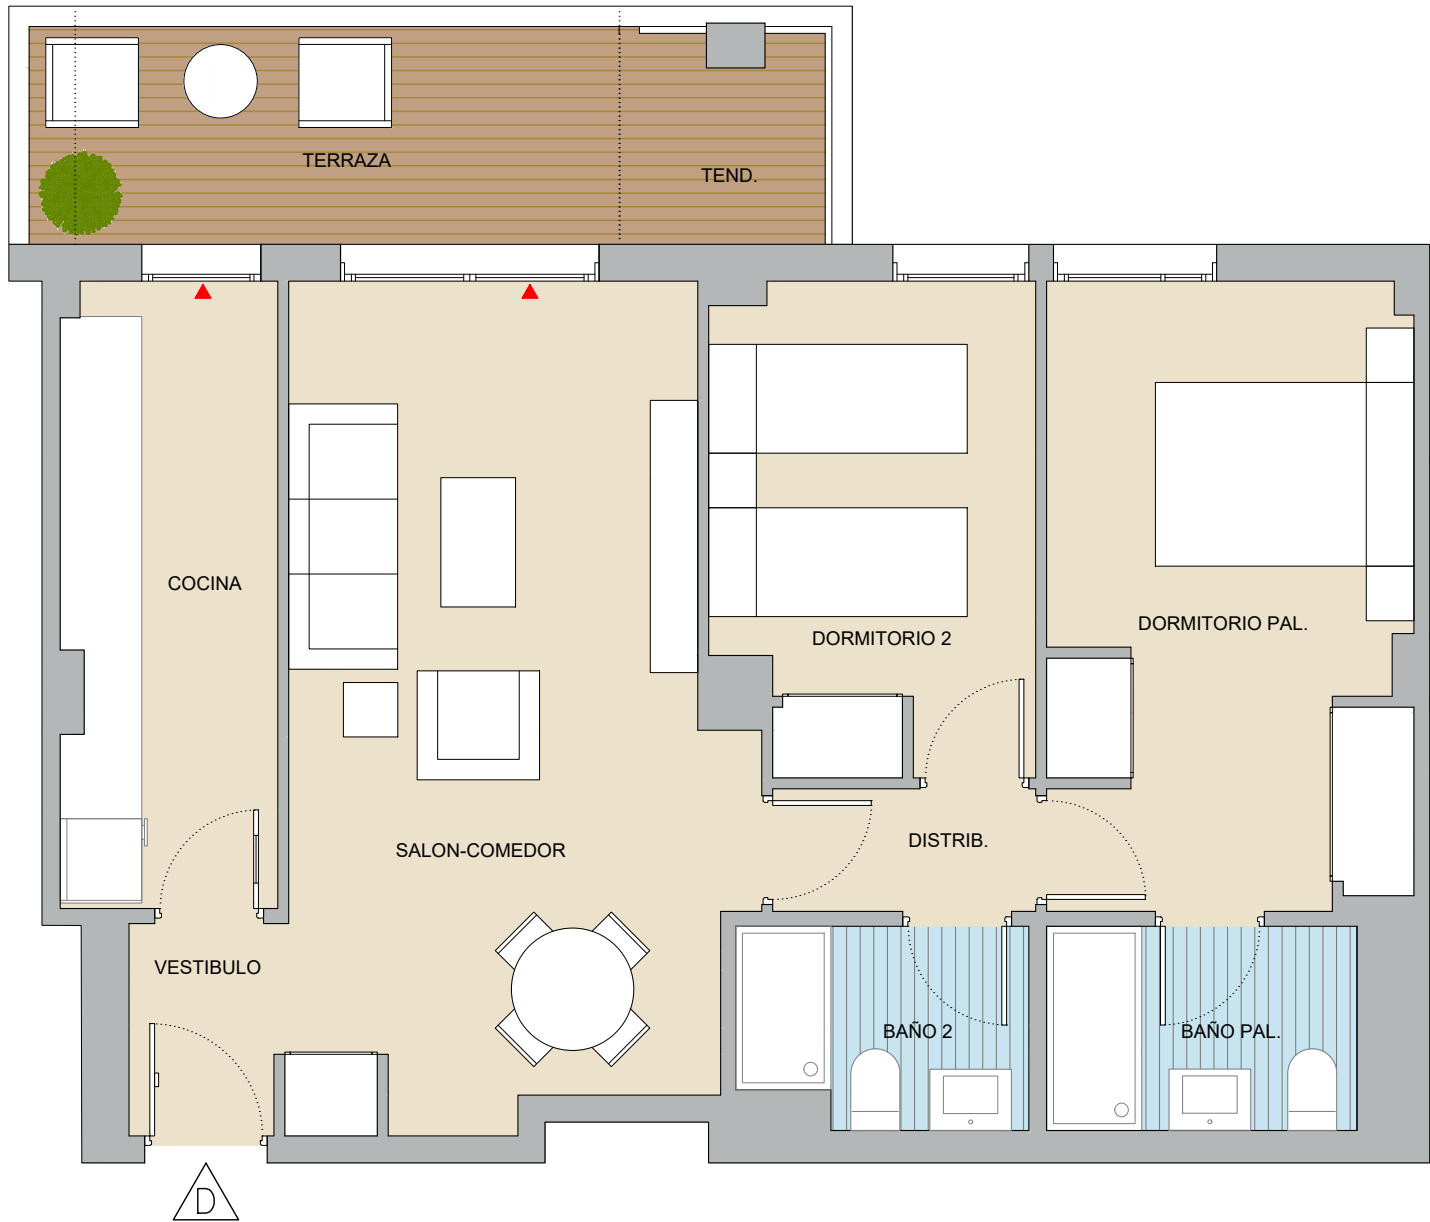 TERRAZA
TEND.
COCINA
DORMITORIO 2
DORMITORIO PAL.
SALON-COMEDOR
DISTRIB.
VESTIBULO
BAÑO 2
BAÑO PAL.
D